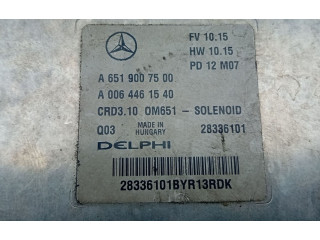 FV 10.15
HW 10.15
PD 12 M07
A 651 900 75 00
A 006 446 15 40
CRD3.10 OM651 - SOLENOID
Q03 MADE IN HUNGARY 28336101
DELPHI
28336101BYR13RDK